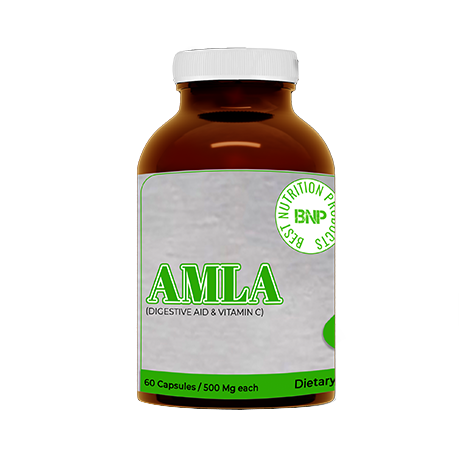 BEST NUTRITION PRODUCTS
BNP
AMLA
(DIGESTIVE AID & VITAMIN C)
60 Capsules / 500 Mg each
Dietary